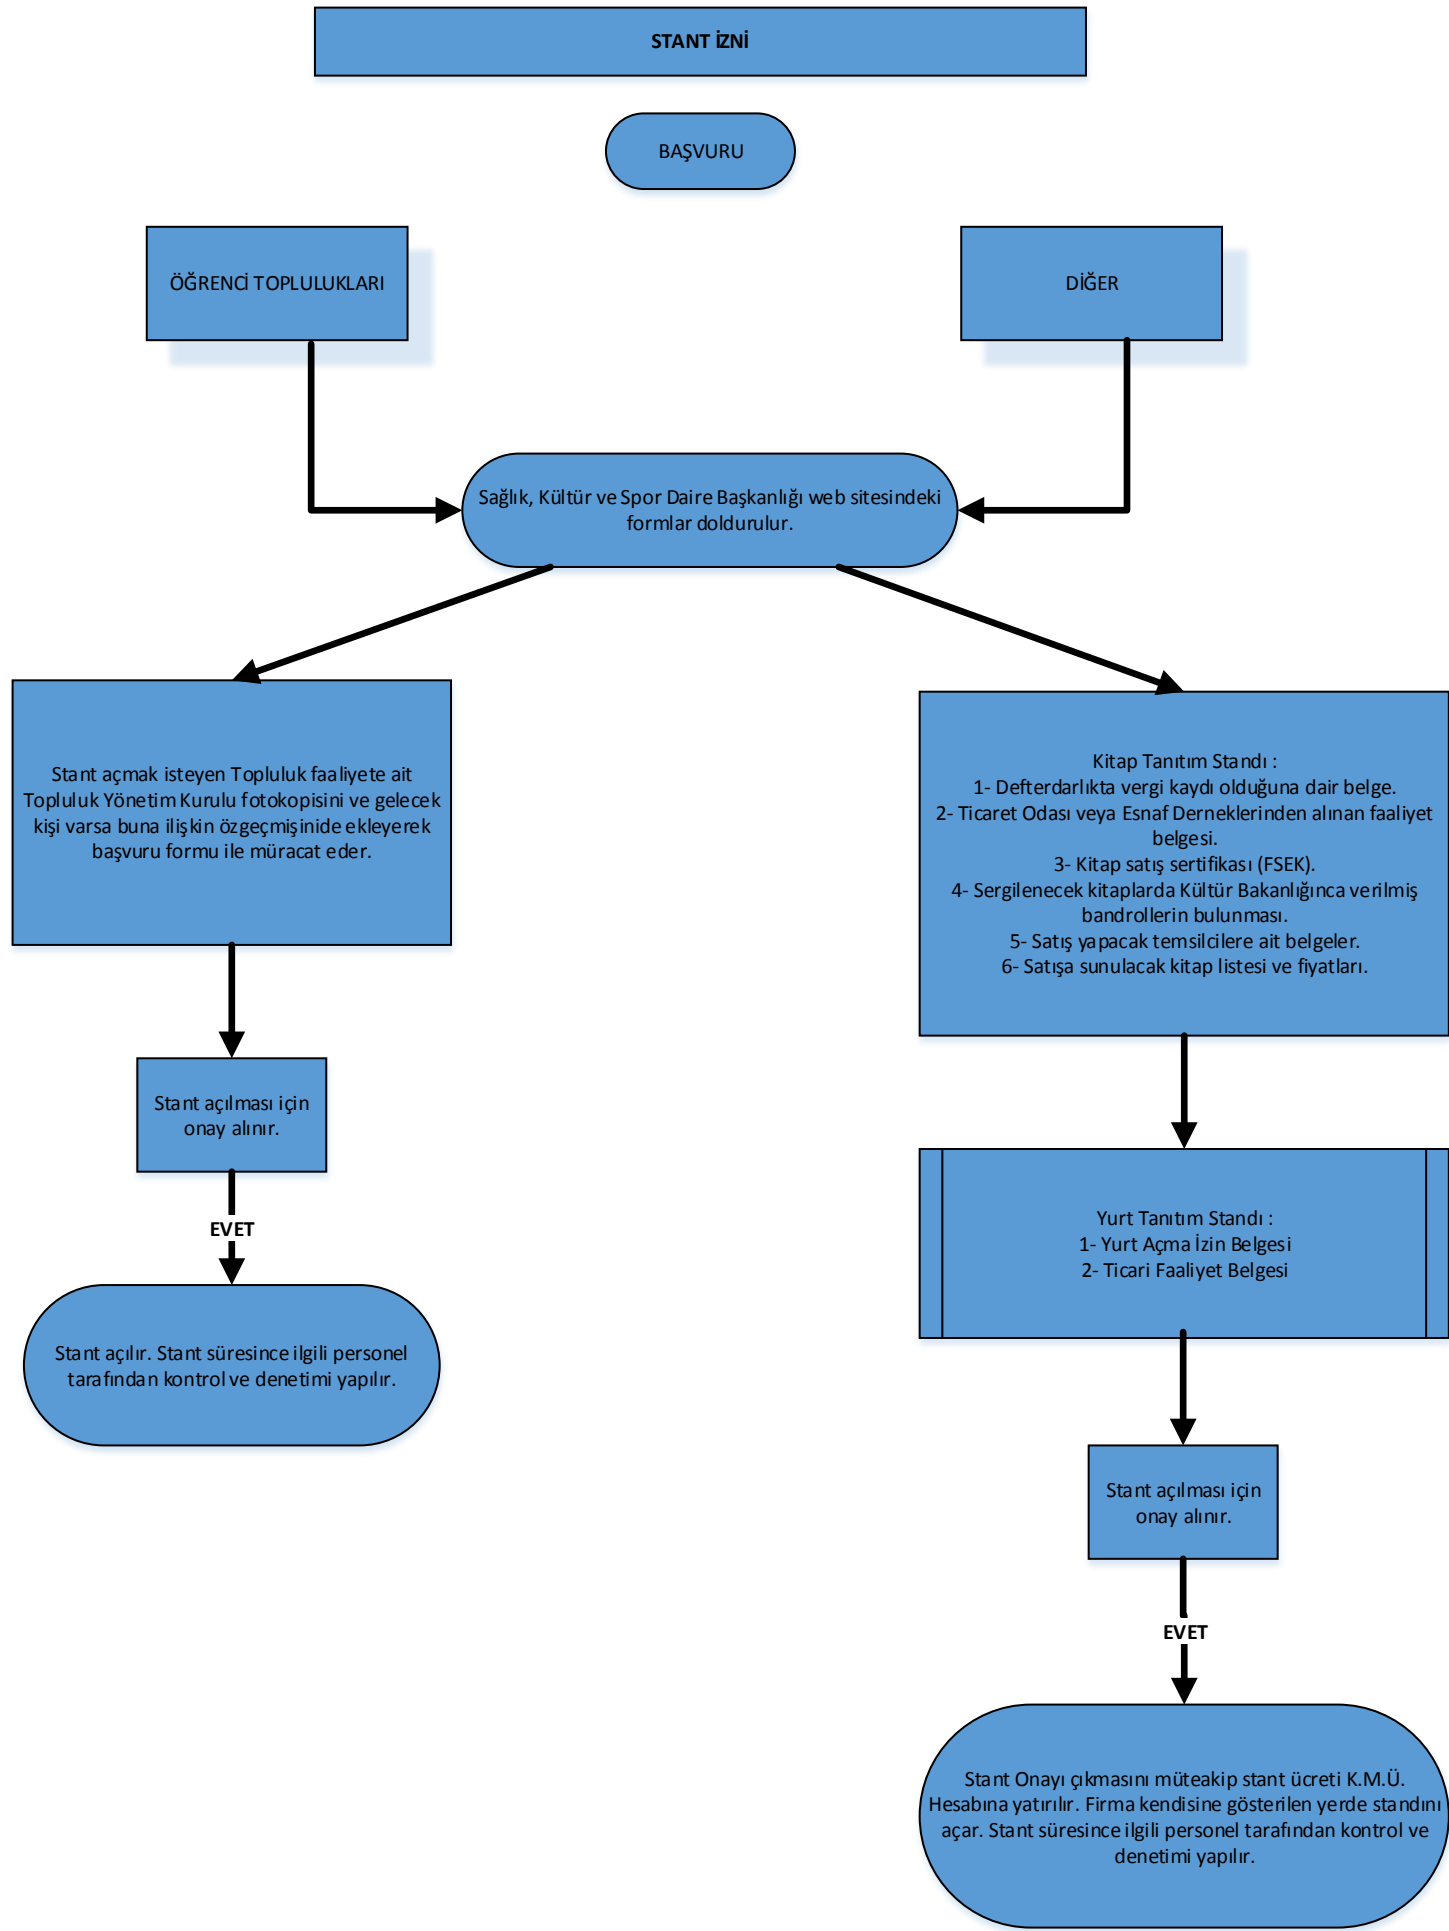 STANT İZNİ
BAŞVURU
ÖĞRENCİ TOPLULUKLARI
DİĞER
Sağlık, Kültür ve Spor Daire Başkanlığı web sitesindeki
formlar doldurulur.
Stant açmak isteyen Topluluk faaliyete ait
Topluluk Yönetim Kurulu fotokopisini ve gelecek
kişi varsa buna ilişkin özgeçmişinide ekleyerek
başvuru formu ile müracat eder.
Stant açılması için
onay alınır.
EVET
Stant açılır. Stant süresince ilgili personel
tarafından kontrol ve denetimi yapılır.
Kitap Tanıtım Standı :
1- Defterdarlıkta vergi kaydı olduğuna dair belge.
2- Ticaret Odası veya Esnaf Derneklerinden alınan faaliyet
belgesi.
3- Kitap satış sertifikası (FSEK).
4- Sergilenecek kitaplarda Kültür Bakanlığınca verilmiş
bandrollerin bulunması.
5- Satış yapacak temsilcilere ait belgeler.
6- Satışa sunulacak kitap listesi ve fiyatları.
Yurt Tanıtım Standı :
1- Yurt Açma İzin Belgesi
2- Ticari Faaliyet Belgesi
Stant açılması için
onay alınır.
EVET
Stant Onayı çıkmasını müteakip stant ücreti K.M.Ü.
Hesabına yatırılır. Firma kendisine gösterilen yerde standını
açar. Stant süresince ilgili personel tarafından kontrol ve
denetimi yapılır.